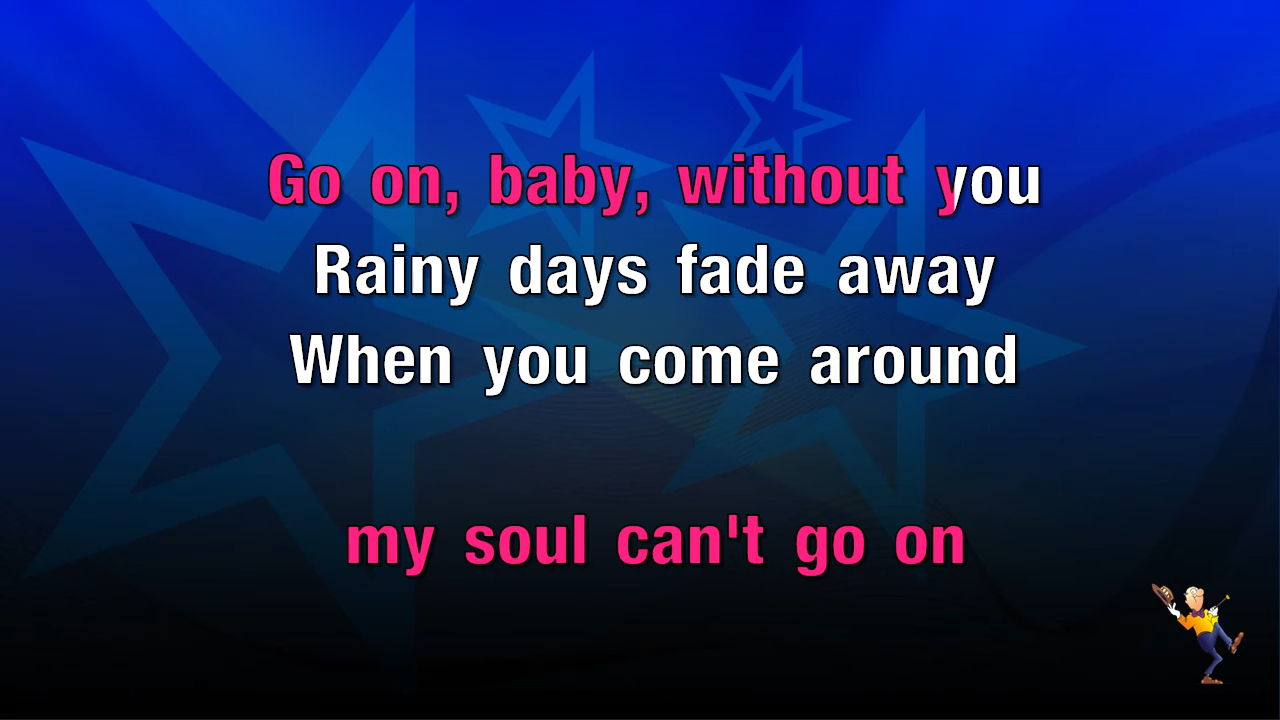 Go on, baby, without you
Rainy days fade away
When you come around
my soul can't go on